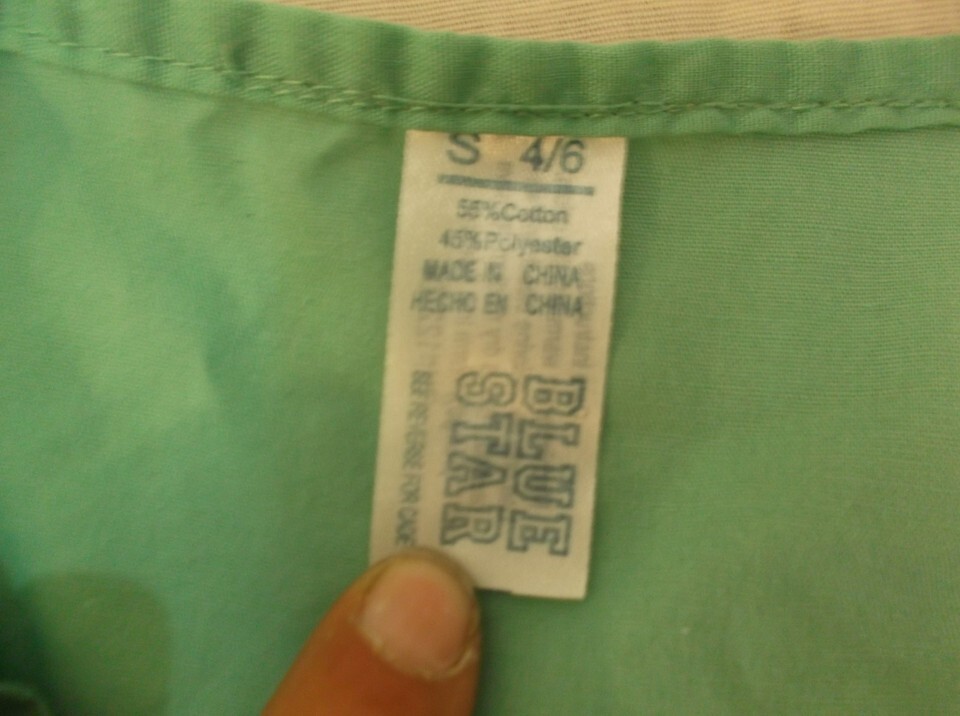 S 4/6
55%Cotton
45%Polyester
MADE IN CHINA
HECHO EN CHINA
BLUE
STAR
SEE REVERSE FOR CARE